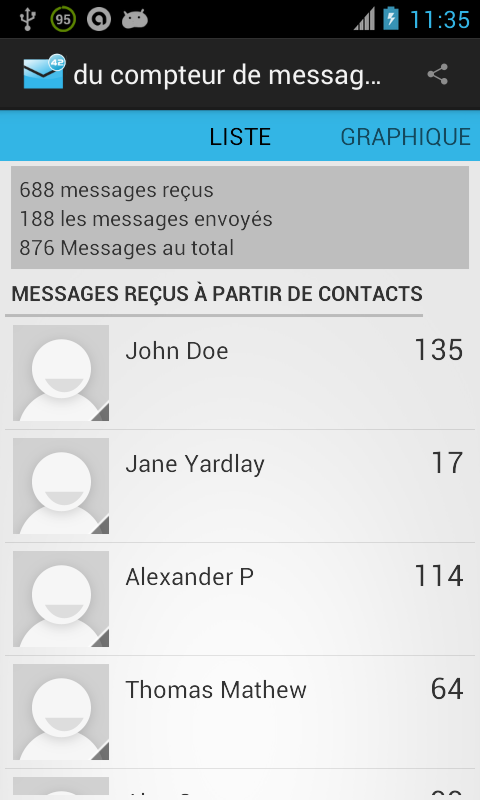 95
11:35
42
du compteur de messag...
LISTE
GRAPHIQUE
688 messages reçus
188 les messages envoyés
876 Messages au total
MESSAGES REÇUS À PARTIR DE CONTACTS
John Doe
135
Jane Yardlay
17
Alexander P
114
Thomas Mathew
64